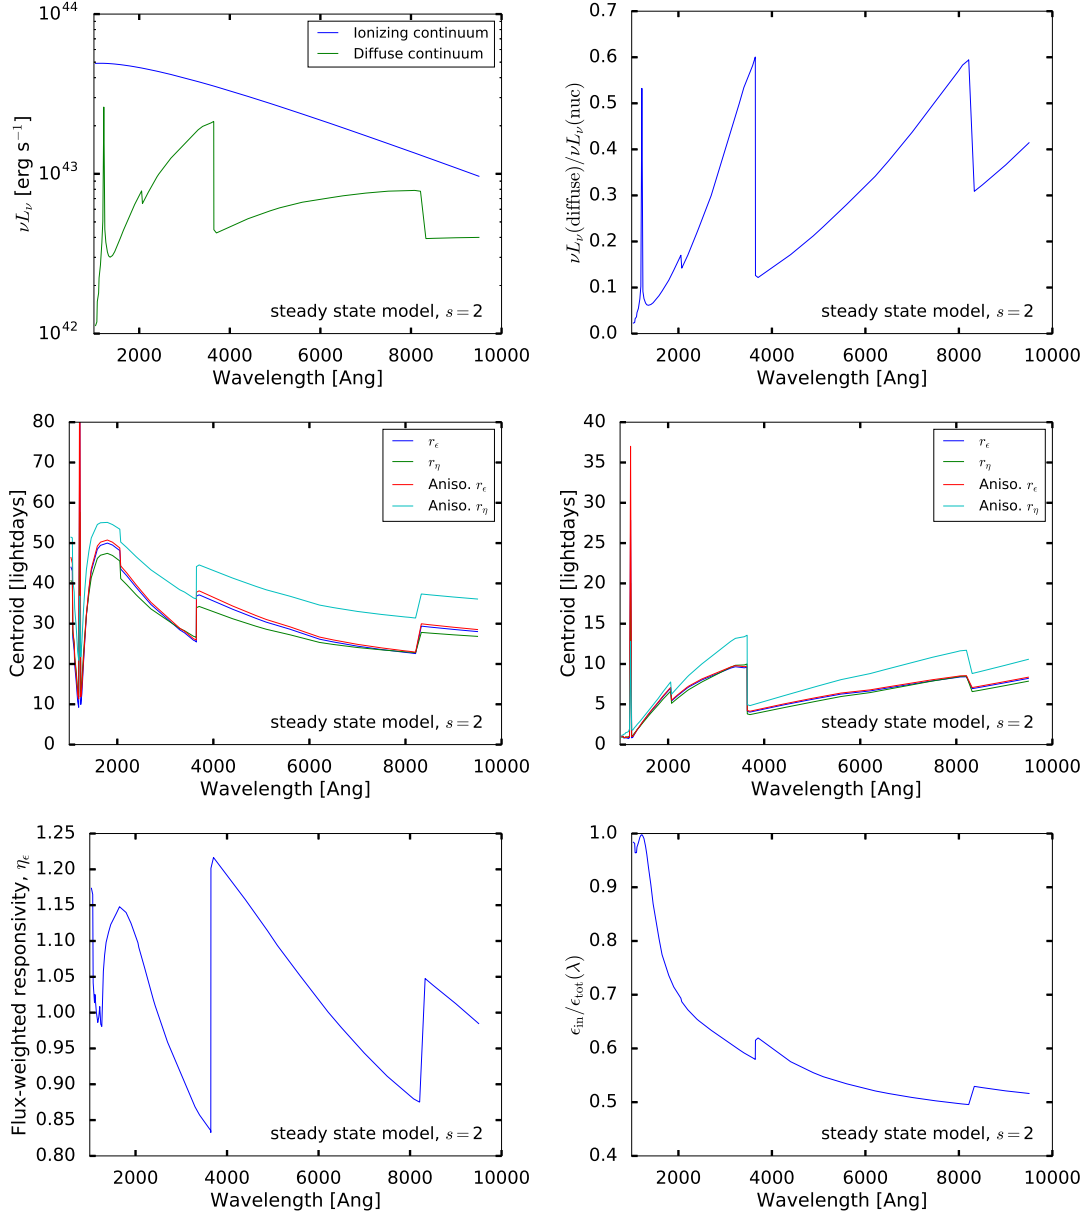 10^44
10^43
10^42
νL_ν [erg s^−1]
Ionizing continuum
Diffuse continuum
steady state model, s = 2
2000 4000 6000 8000 10000
Wavelength [Ang]
0.7
0.6
0.5
0.4
0.3
0.2
0.1
0.0
νL_ν(diffuse)/νL_ν(nuc)
steady state model, s = 2
2000 4000 6000 8000 10000
Wavelength [Ang]
80
70
60
50
40
30
20
10
0
Centroid [lightdays]
r_ϵ
r_η
Aniso. r_ϵ
Aniso. r_η
steady state model, s = 2
2000 4000 6000 8000 10000
Wavelength [Ang]
40
35
30
25
20
15
10
5
0
Centroid [lightdays]
r_ϵ
r_η
Aniso. r_ϵ
Aniso. r_η
steady state model, s = 2
2000 4000 6000 8000 10000
Wavelength [Ang]
1.25
1.20
1.15
1.10
1.05
1.00
0.95
0.90
0.85
0.80
Flux-weighted responsivity, η_ϵ
steady state model, s = 2
2000 4000 6000 8000 10000
Wavelength [Ang]
1.0
0.9
0.8
0.7
0.6
0.5
0.4
ϵ_in/ϵ_tot(λ)
steady state model, s = 2
2000 4000 6000 8000 10000
Wavelength [Ang]